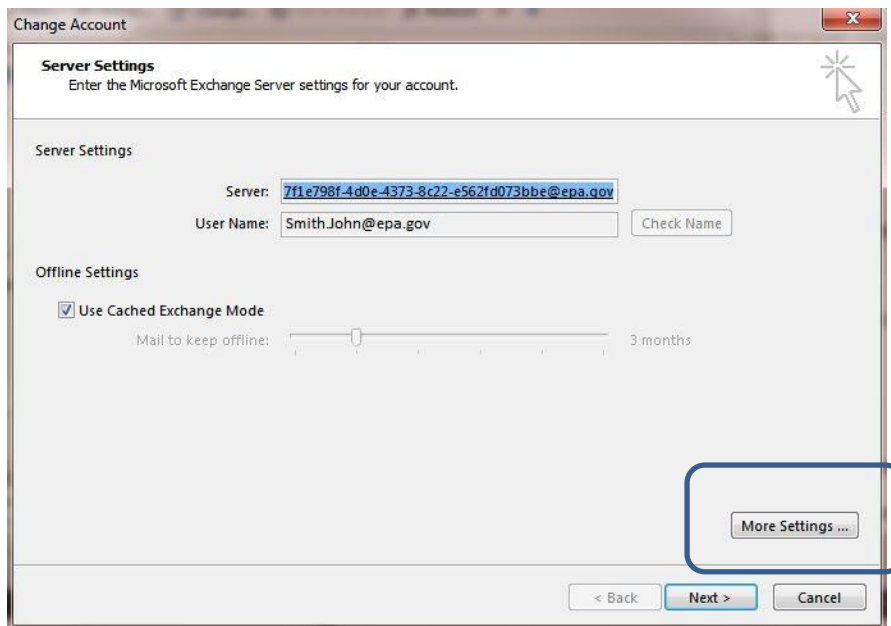 Change Account
Server Settings
Enter the Microsoft Exchange Server settings for your account.
Server Settings
Server: 7f1e798f-4d0e-4373-8c22-e562fd073bbe@epa.gov
User Name: Smith.John@epa.gov Check Name
Offline Settings
Use Cached Exchange Mode
Mail to keep offline: 3 months
More Settings ...
< Back Next > Cancel